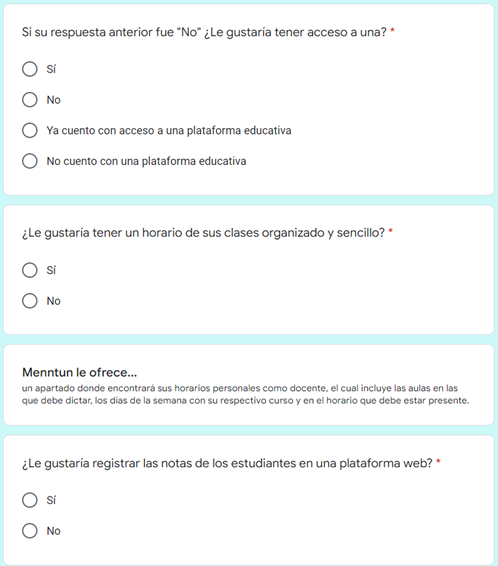 Si su respuesta anterior fue "No" ¿Le gustaría tener acceso a una? *
Sí
No
Ya cuento con acceso a una plataforma educativa
No cuento con una plataforma educativa
¿Le gustaría tener un horario de sus clases organizado y sencillo? *
Sí
No
Menntun le ofrece...
un apartado donde encontrará sus horarios personales como docente, el cual incluye las aulas en las
que debe dictar, los días de la semana con su respectivo curso y en el horario que debe estar presente.
¿Le gustaría registrar las notas de los estudiantes en una plataforma web? *
Sí
No